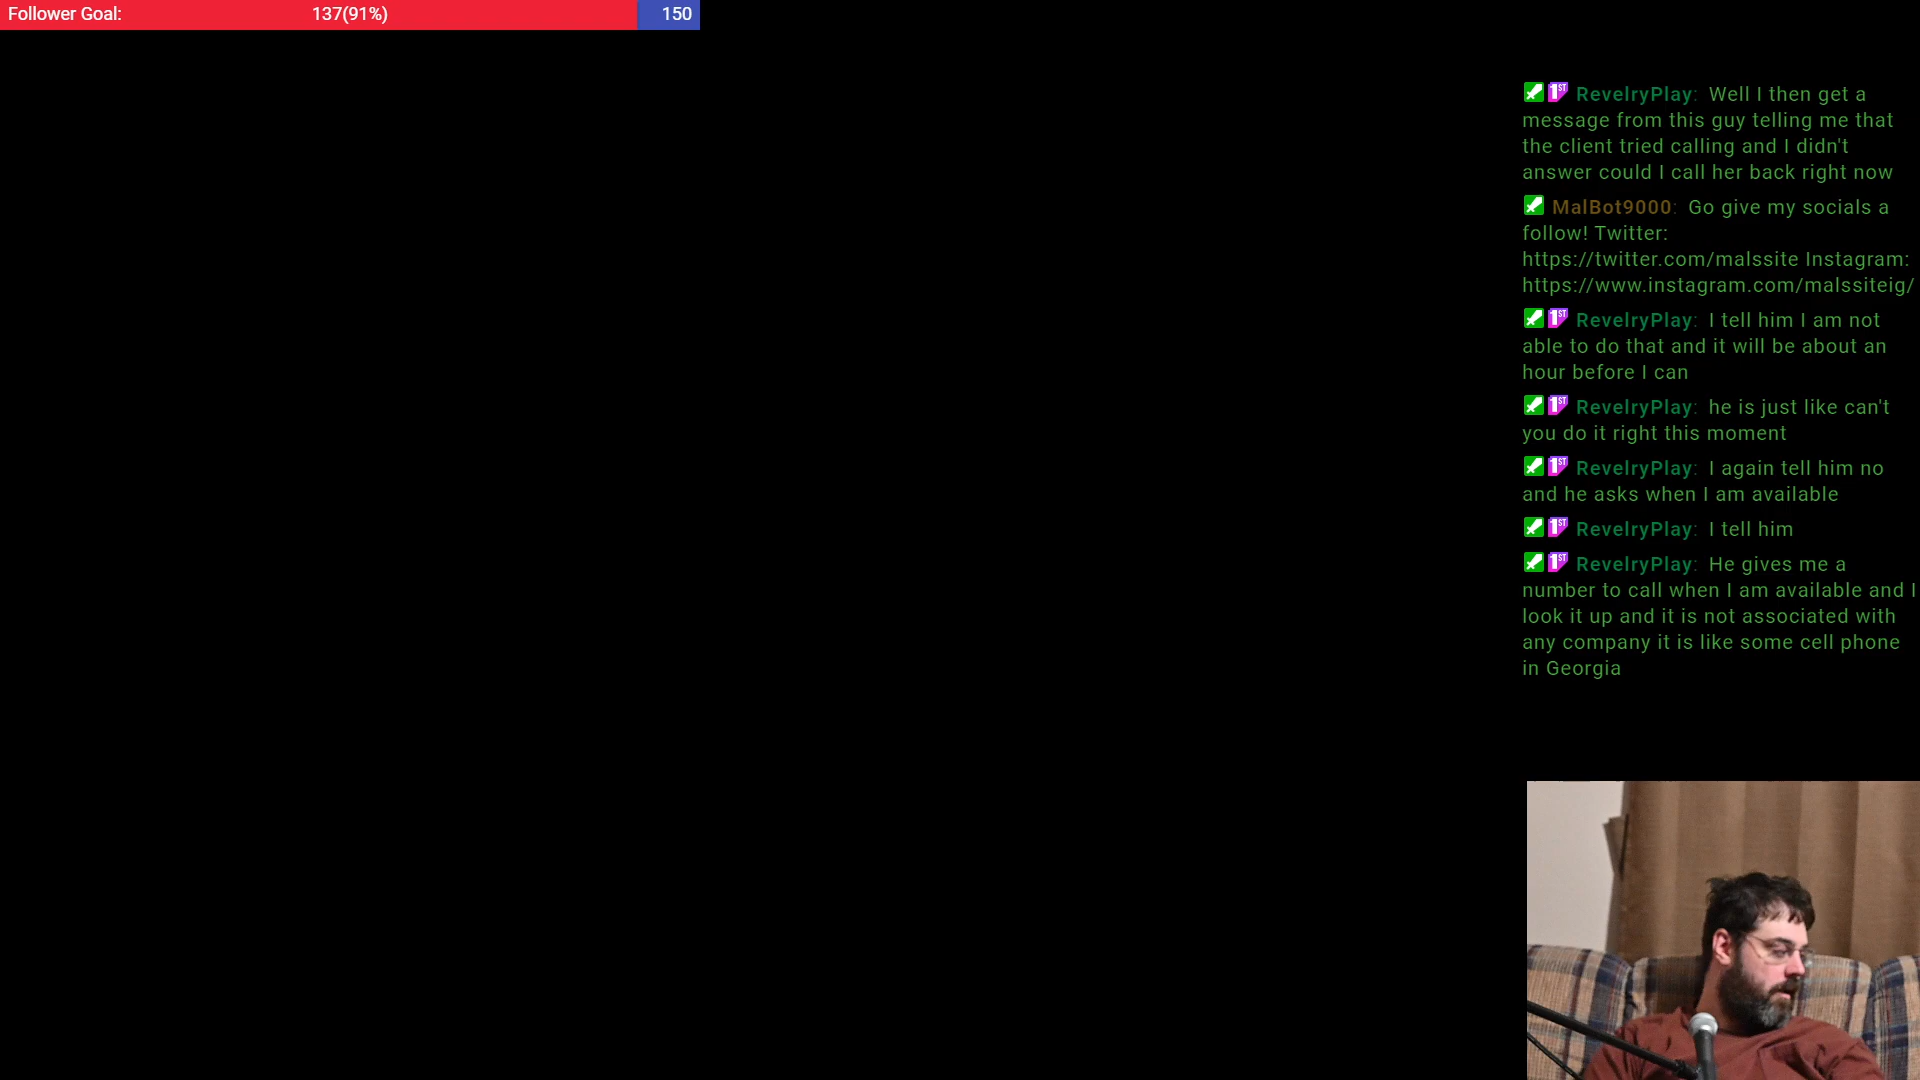 Follower Goal: 137(91%) 150
RevelryPlay: Well I then get a
message from this guy telling me that
the client tried calling and I didn't
answer could I call her back right now
MalBot9000: Go give my socials a
follow! Twitter:
https://twitter.com/malssite Instagram:
https://www.instagram.com/malssiteig/
RevelryPlay: I tell him I am not
able to do that and it will be about an
hour before I can
RevelryPlay: he is just like can't
you do it right this moment
RevelryPlay: I again tell him no
and he asks when I am available
RevelryPlay: I tell him
RevelryPlay: He gives me a
number to call when I am available and I
look it up and it is not associated with
any company it is like some cell phone
in Georgia